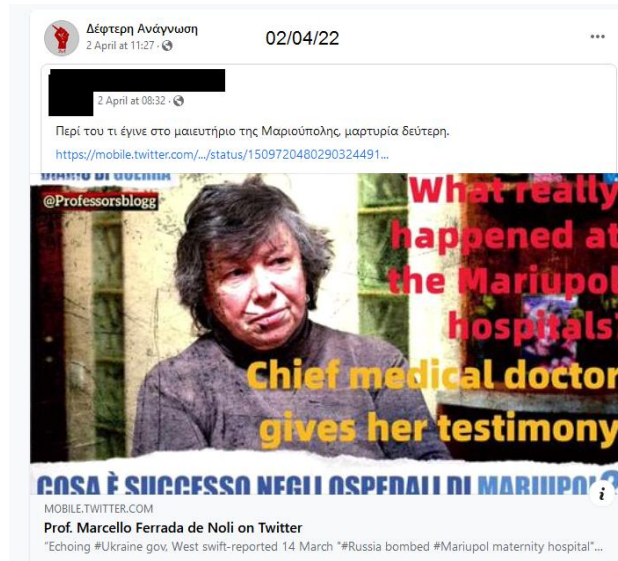 Δέφτερη Ανάγνωση
2 April at 11:27
02/04/22
2 April at 08:32
Περί του τι έγινε στο μαιευτήριο της Μαριούπολης, μαρτυρία δεύτερη.
https://mobile.twitter.com/.../status/1509720480290324491...
DIARIO DI GUERRA
@Professorsblogg
What really
happened at
the Mariupol
hospitals?
Chief medical doctor
gives her testimony
COSA È SUCCESSO NEGLI OSPEDALI DI MARIUPOL?
MOBILE.TWITTER.COM
Prof. Marcello Ferrada de Noli on Twitter
"Echoing #Ukraine gov, West swift-reported 14 March "#Russia bombed #Mariupol maternity hospital"...